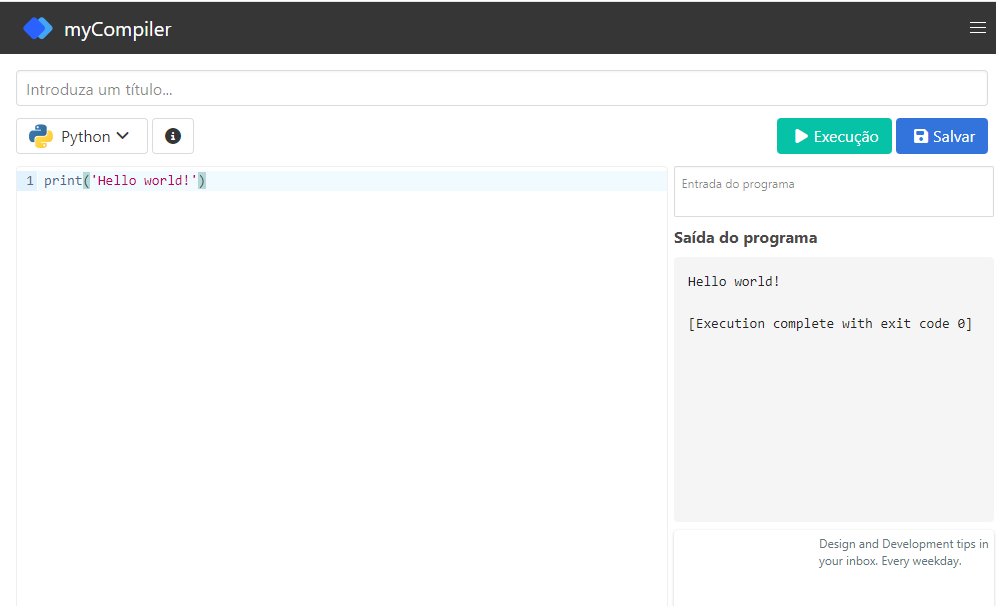 myCompiler
Introduza um título...
Python
Execução
Salvar
1 print('Hello world!')
Entrada do programa
Saída do programa
Hello world!
[Execution complete with exit code 0]
Design and Development tips in
your inbox. Every weekday.